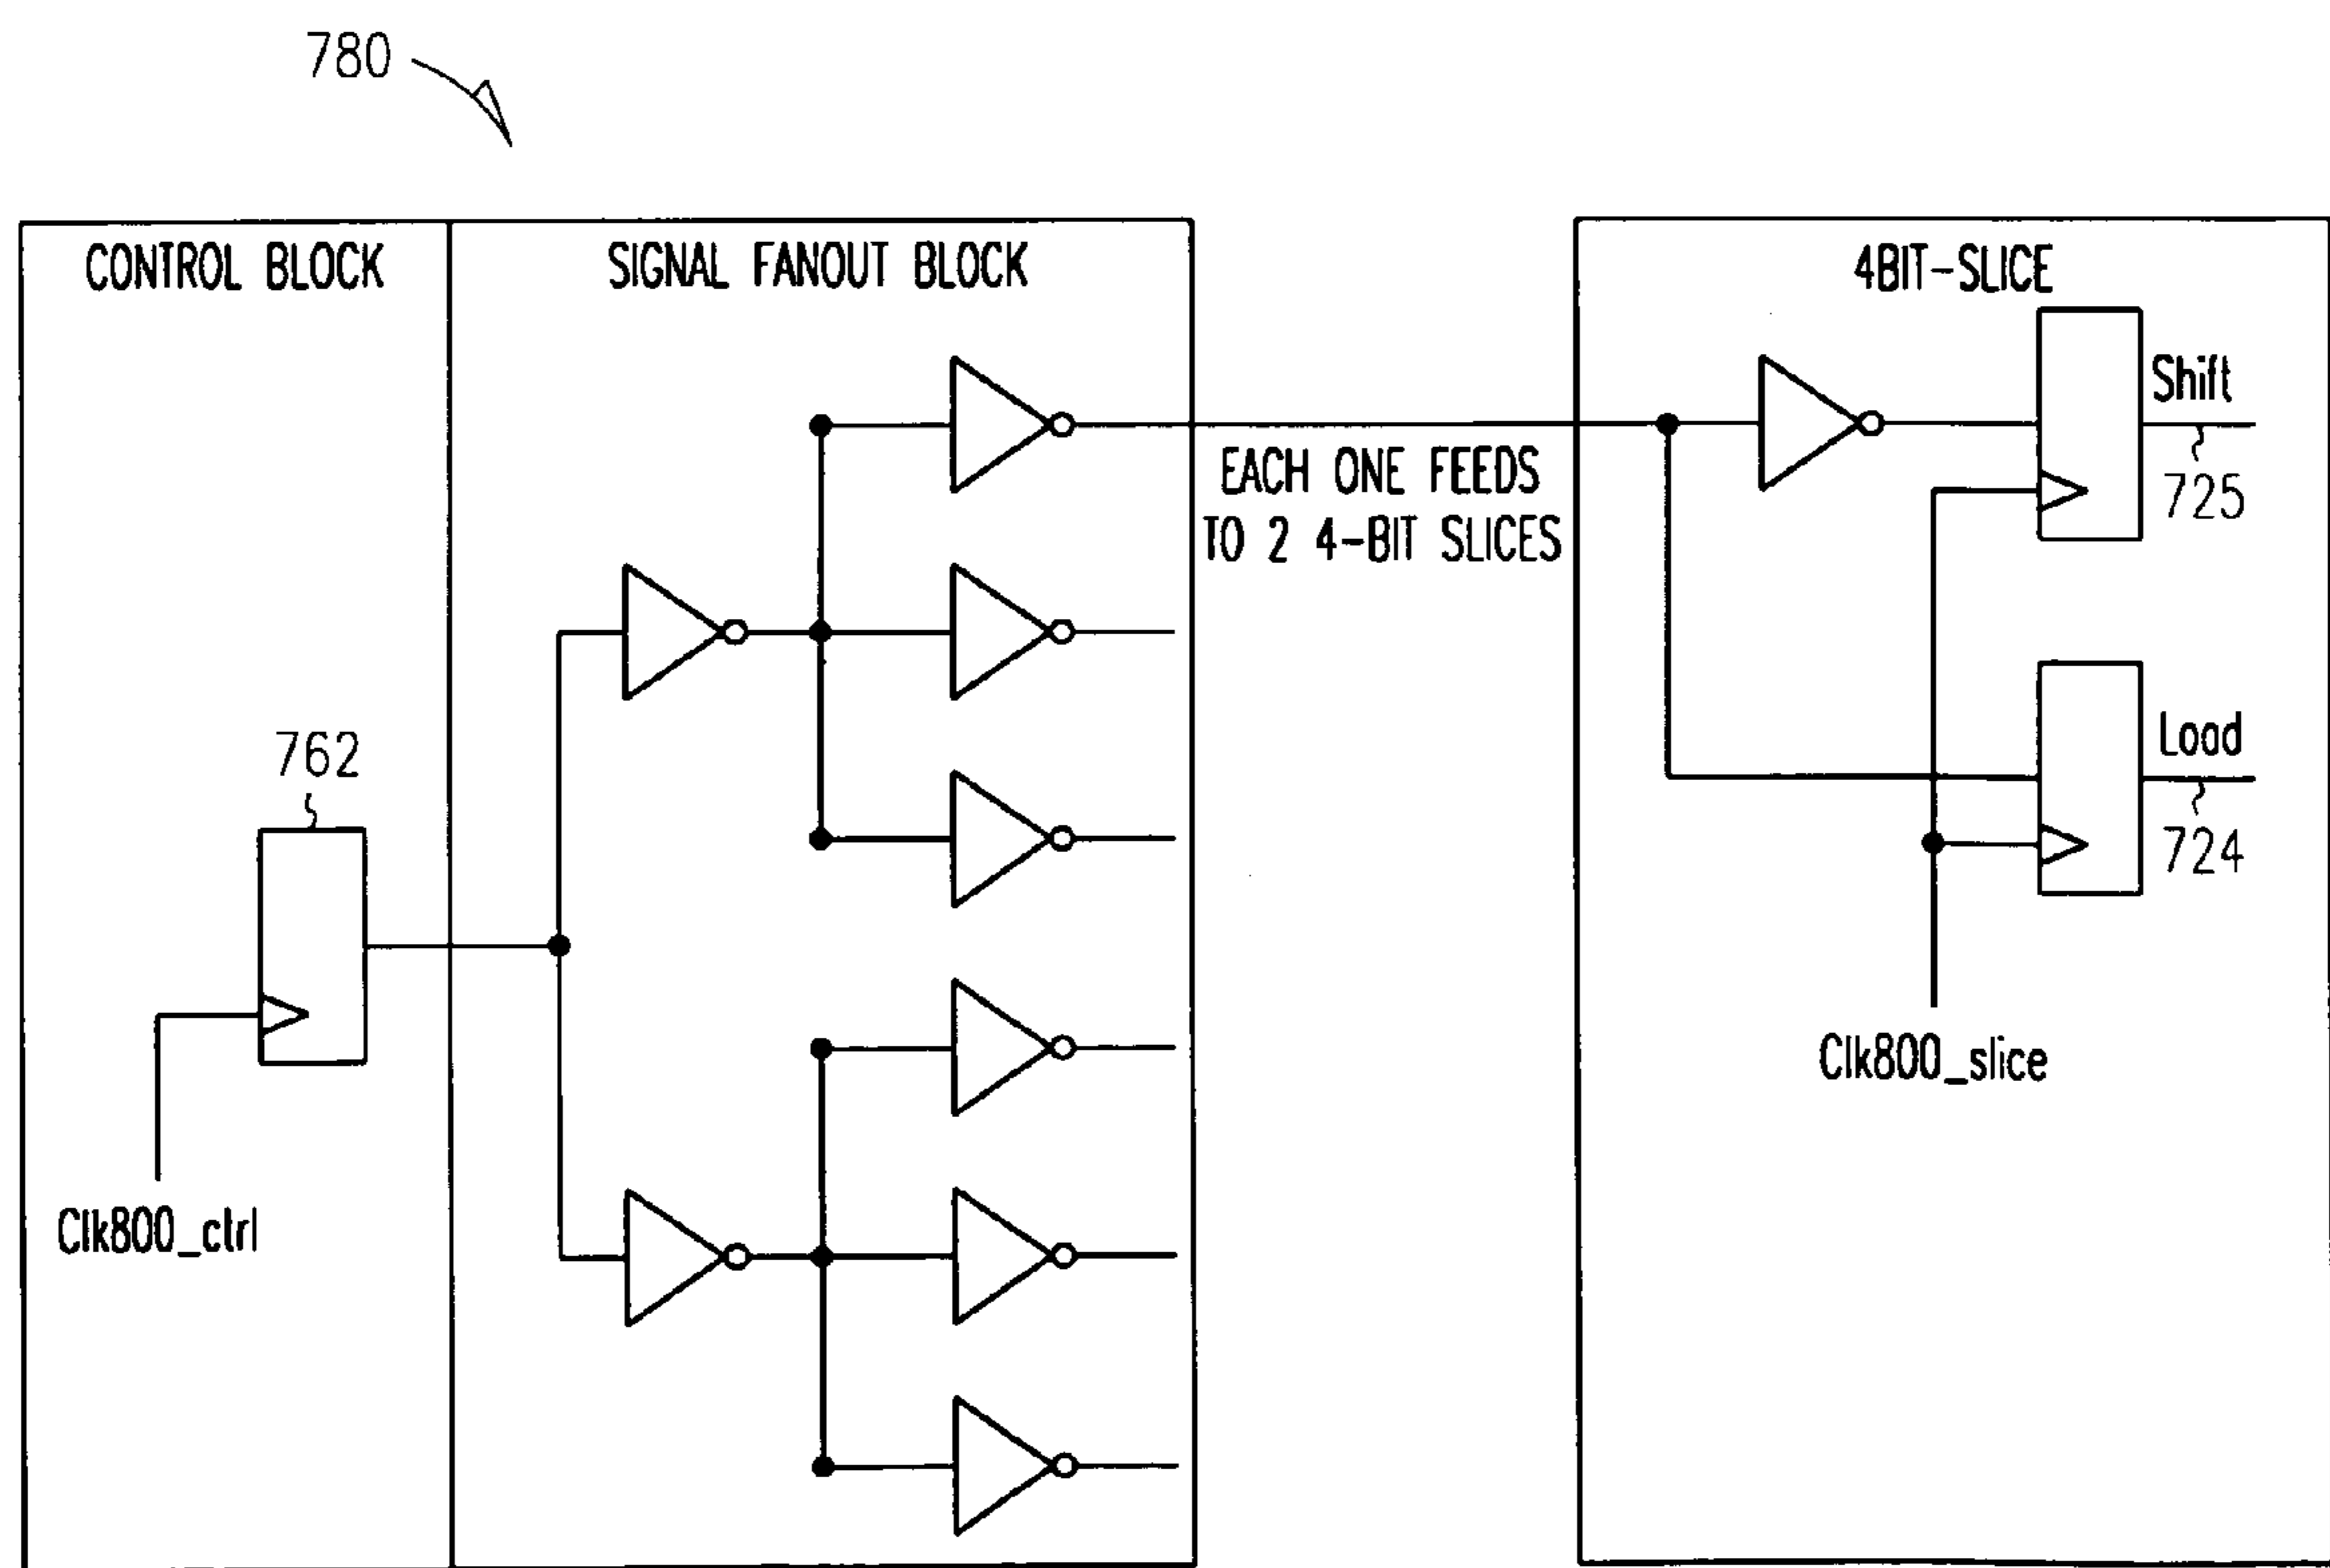 780
CONTROL BLOCK
SIGNAL FANOUT BLOCK
4BIT-SLICE
Shift
725
EACH ONE FEEDS
TO 2 4-BIT SLICES
762
Load
724
Clk800_slice
Clk800_ctrl